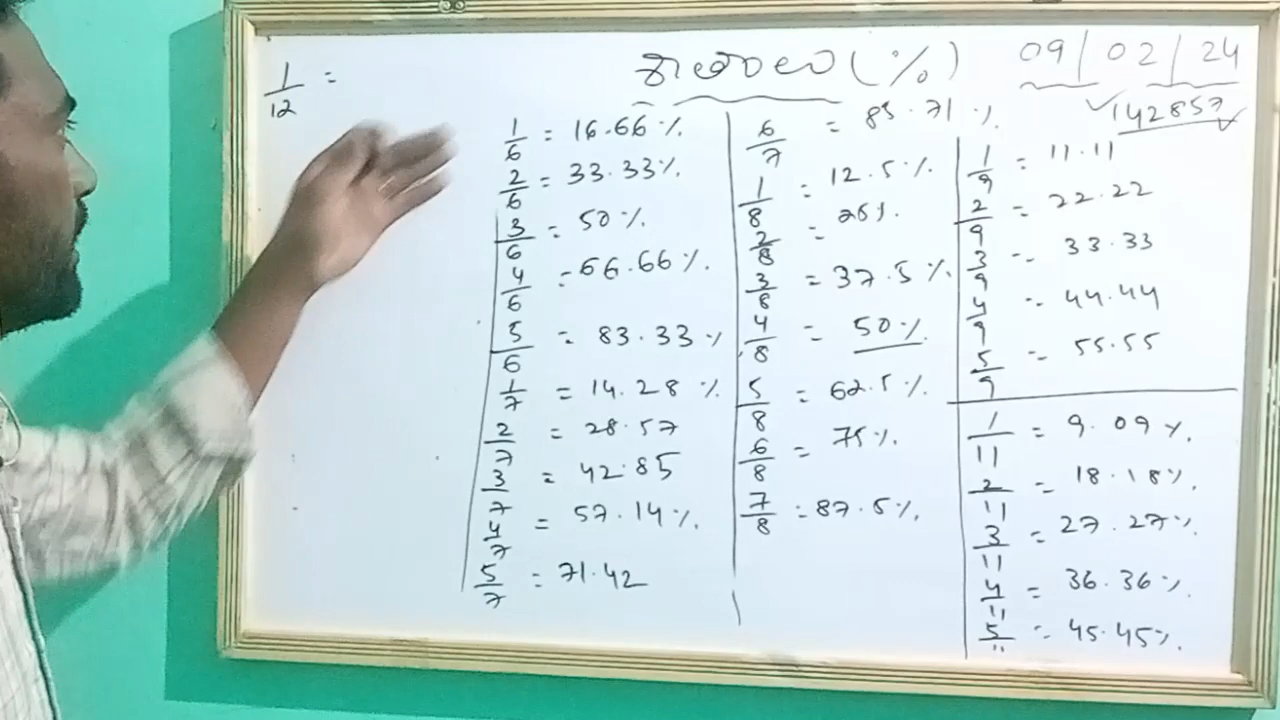 1/12 =
(%)
09/02/24
142857
1/6 = 16.66%
2/6 = 33.33%
3/6 = 50%
4/6 = 66.66%
5/6 = 83.33%
1/7 = 14.28%
2/7 = 28.57
3/7 = 42.85
4/7 = 57.14%
5/7 = 71.42
6/7 = 85.71%
1/8 = 12.5%
2/8 = 25%
3/8 = 37.5%
4/8 = 50%
5/8 = 62.5%
6/8 = 75%
7/8 = 87.5%
1/9 = 11.11
2/9 = 22.22
3/9 = 33.33
4/9 = 44.44
5/9 = 55.55
1/11 = 9.09%
2/11 = 18.18%
3/11 = 27.27%
4/11 = 36.36%
5/11 = 45.45%